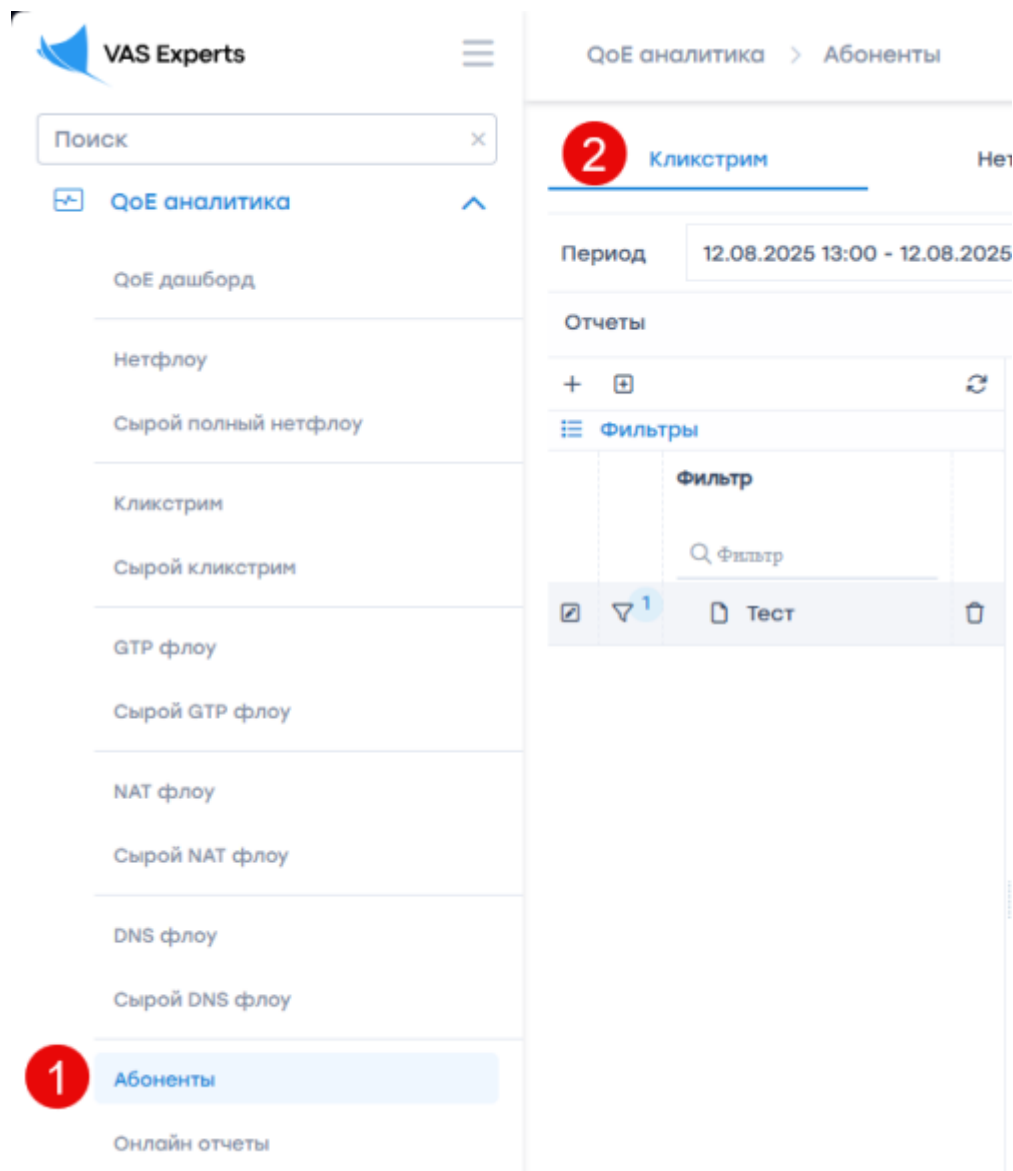 VAS Experts
QoE аналитика > Абоненты
Поиск
2 Кликстрим
QoE аналитика
Период 12.08.2025 13:00 - 12.08.2025
QoE дашборд
Отчеты
Нетфлоу
Сырой полный нетфлоу
Фильтры
Фильтр
Кликстрим
Фильтр
Сырой кликстрим
1 Тест
GTP флоу
Сырой GTP флоу
NAT флоу
Сырой NAT флоу
DNS флоу
Сырой DNS флоу
1 Абоненты
Онлайн отчеты